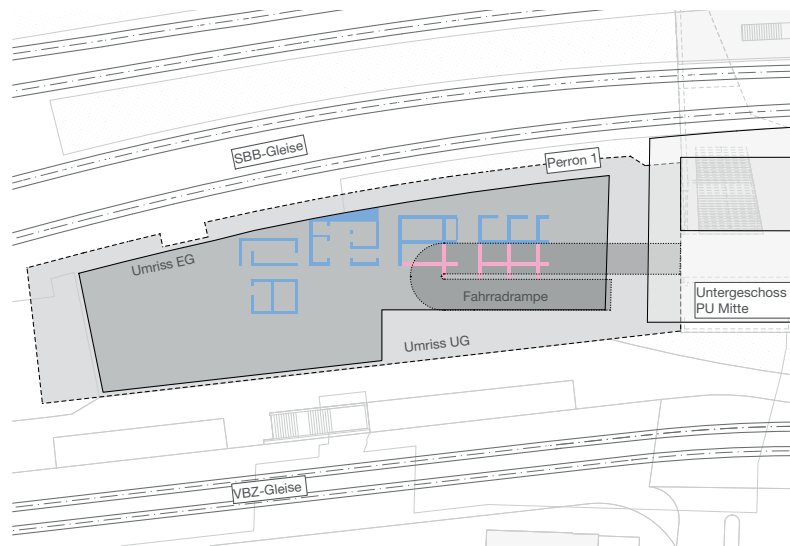 SBB-Gleise
Perron 1
Umriss EG
Fahrradrampe
Untergeschoss
PU Mitte
Umriss UG
VBZ-Gleise